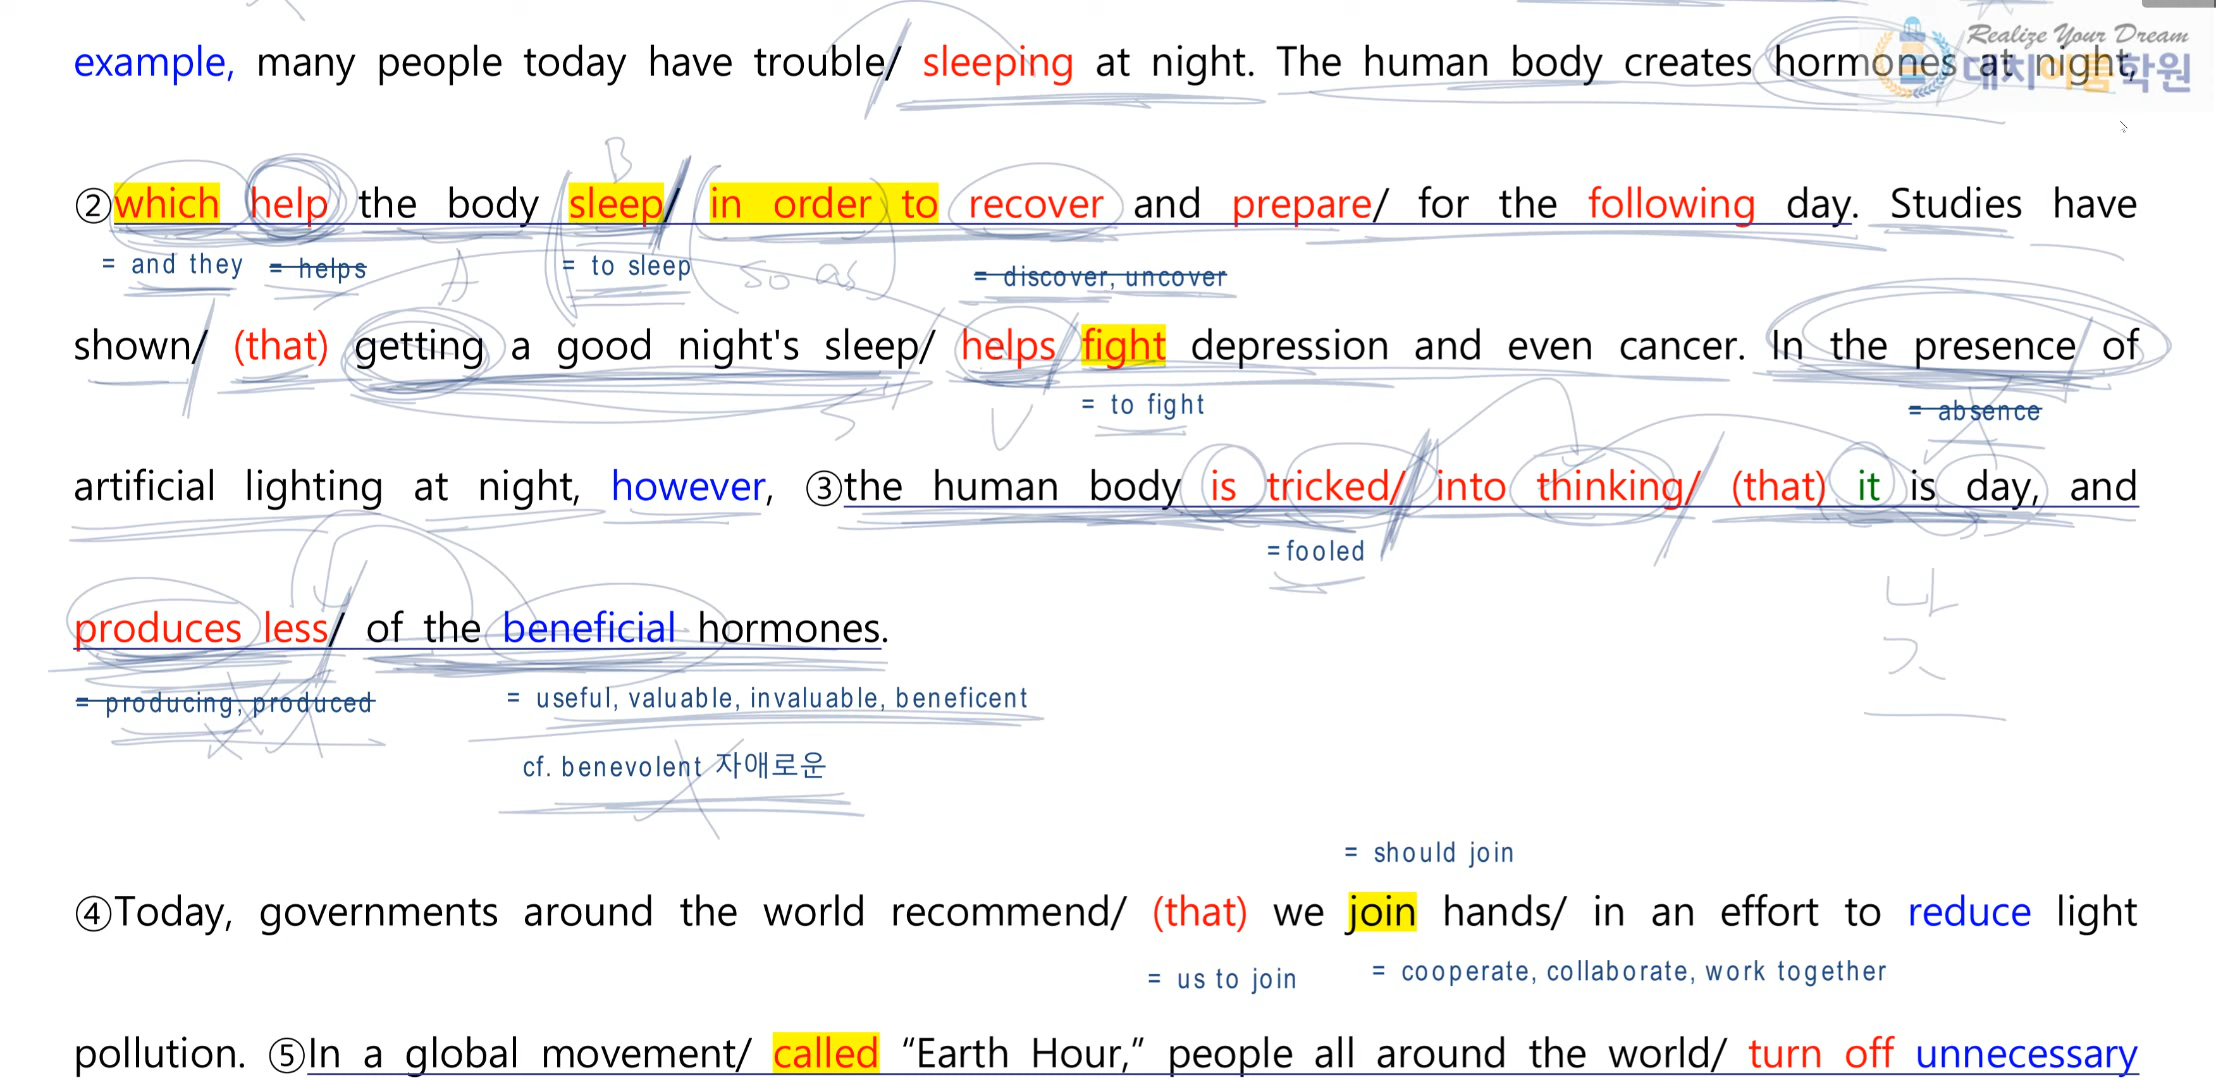 Realize Your Dream
대치이룸학원
example, many people today have trouble/ sleeping at night. The human body creates hormones at night,
B
②which help the body sleep/ in order to recover and prepare/ for the following day. Studies have
= and they = helps = to sleep = discover, uncover
A so as
shown/ (that) getting a good night's sleep/ helps fight depression and even cancer. In the presence of
S V = to fight = absence
artificial lighting at night, however, ③the human body is tricked/ into thinking/ (that) it is day, and
=fooled
낮
produces less/ of the beneficial hormones.
= producing, produced = useful, valuable, invaluable, beneficent
cf. benevolent 자애로운
= should join
④Today, governments around the world recommend/ (that) we join hands/ in an effort to reduce light
= us to join = cooperate, collaborate, work together
pollution. ⑤In a global movement/ called “Earth Hour,” people all around the world/ turn off unnecessary